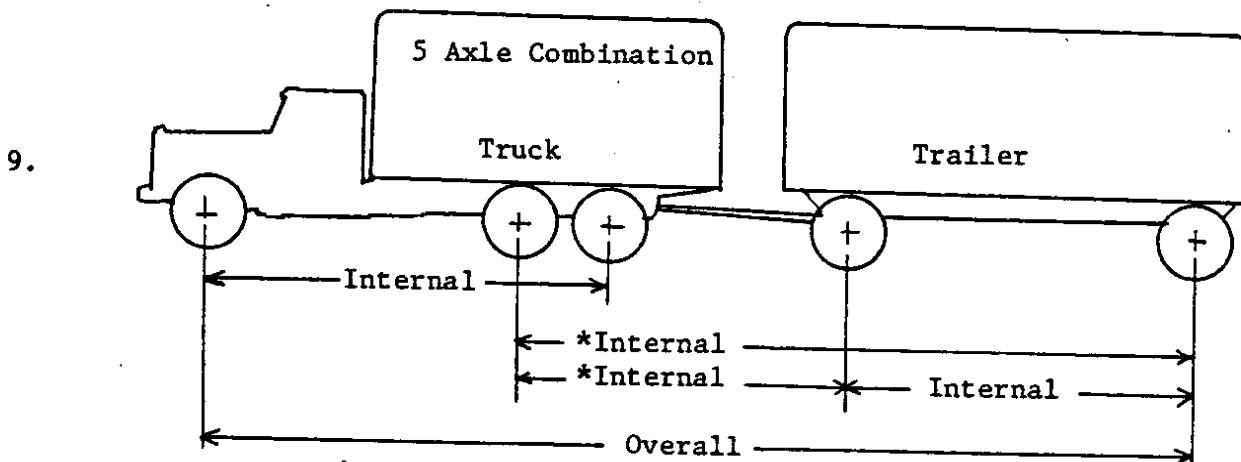 5 Axle Combination
9.
Truck
Trailer
Internal
*Internal
*Internal
Internal
Overall